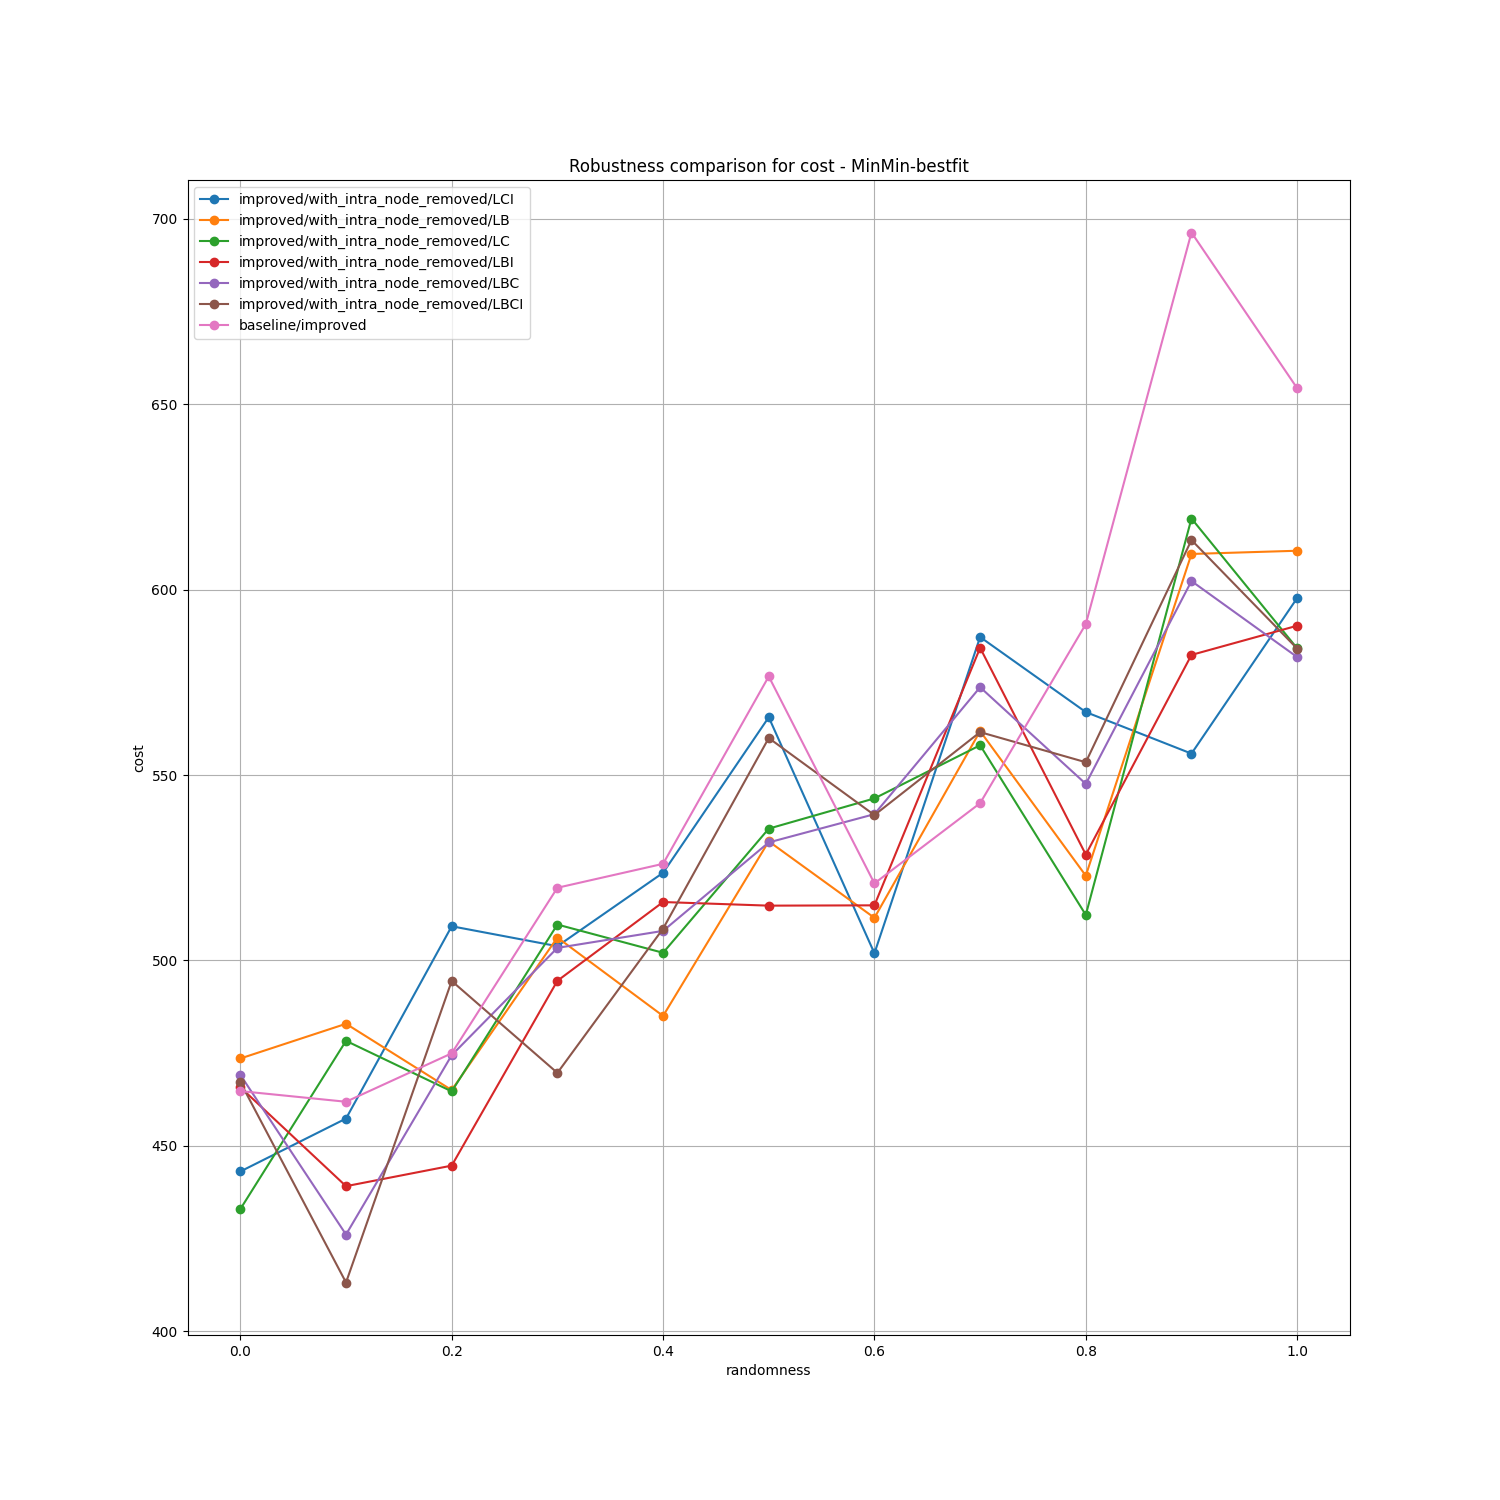 Robustness comparison for cost - MinMin-bestfit
improved/with_intra_node_removed/LCI
improved/with_intra_node_removed/LB
improved/with_intra_node_removed/LC
improved/with_intra_node_removed/LBI
improved/with_intra_node_removed/LBC
improved/with_intra_node_removed/LBCI
baseline/improved
700
650
600
550
500
450
400
cost
0.0 0.2 0.4 0.6 0.8 1.0
randomness